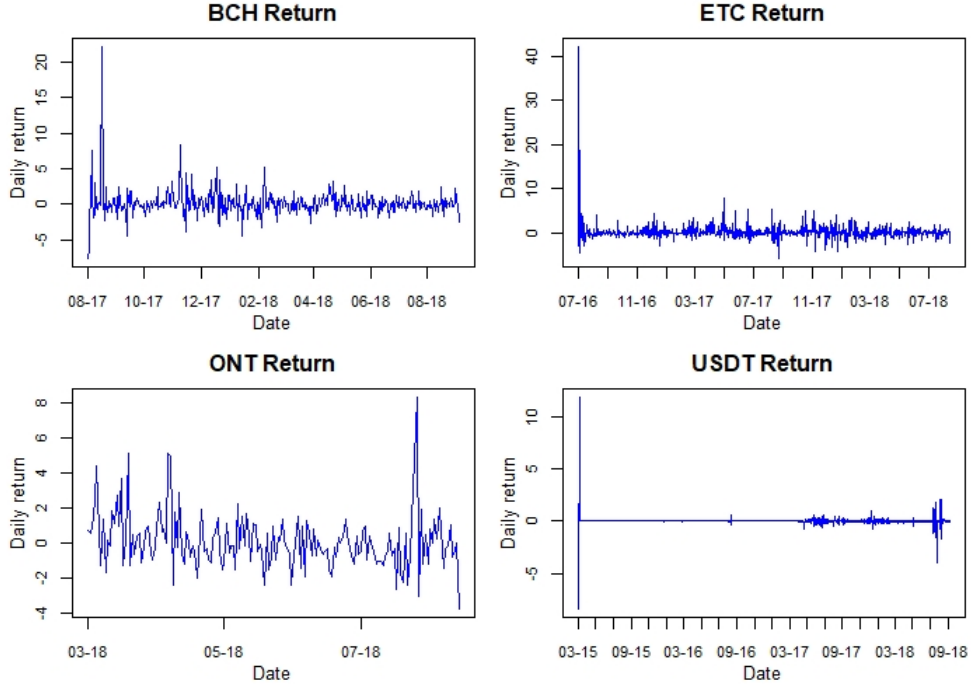 BCH Return
Daily return
20
15
10
5
0
-5
08-17 10-17 12-17 02-18 04-18 06-18 08-18
Date
ETC Return
Daily return
40
30
20
10
0
07-16 11-16 03-17 07-17 11-17 03-18 07-18
Date
ONT Return
Daily return
8
6
4
2
0
-2
-4
03-18 05-18 07-18
Date
USDT Return
Daily return
10
5
0
-5
03-15 09-15 03-16 09-16 03-17 09-17 03-18 09-18
Date